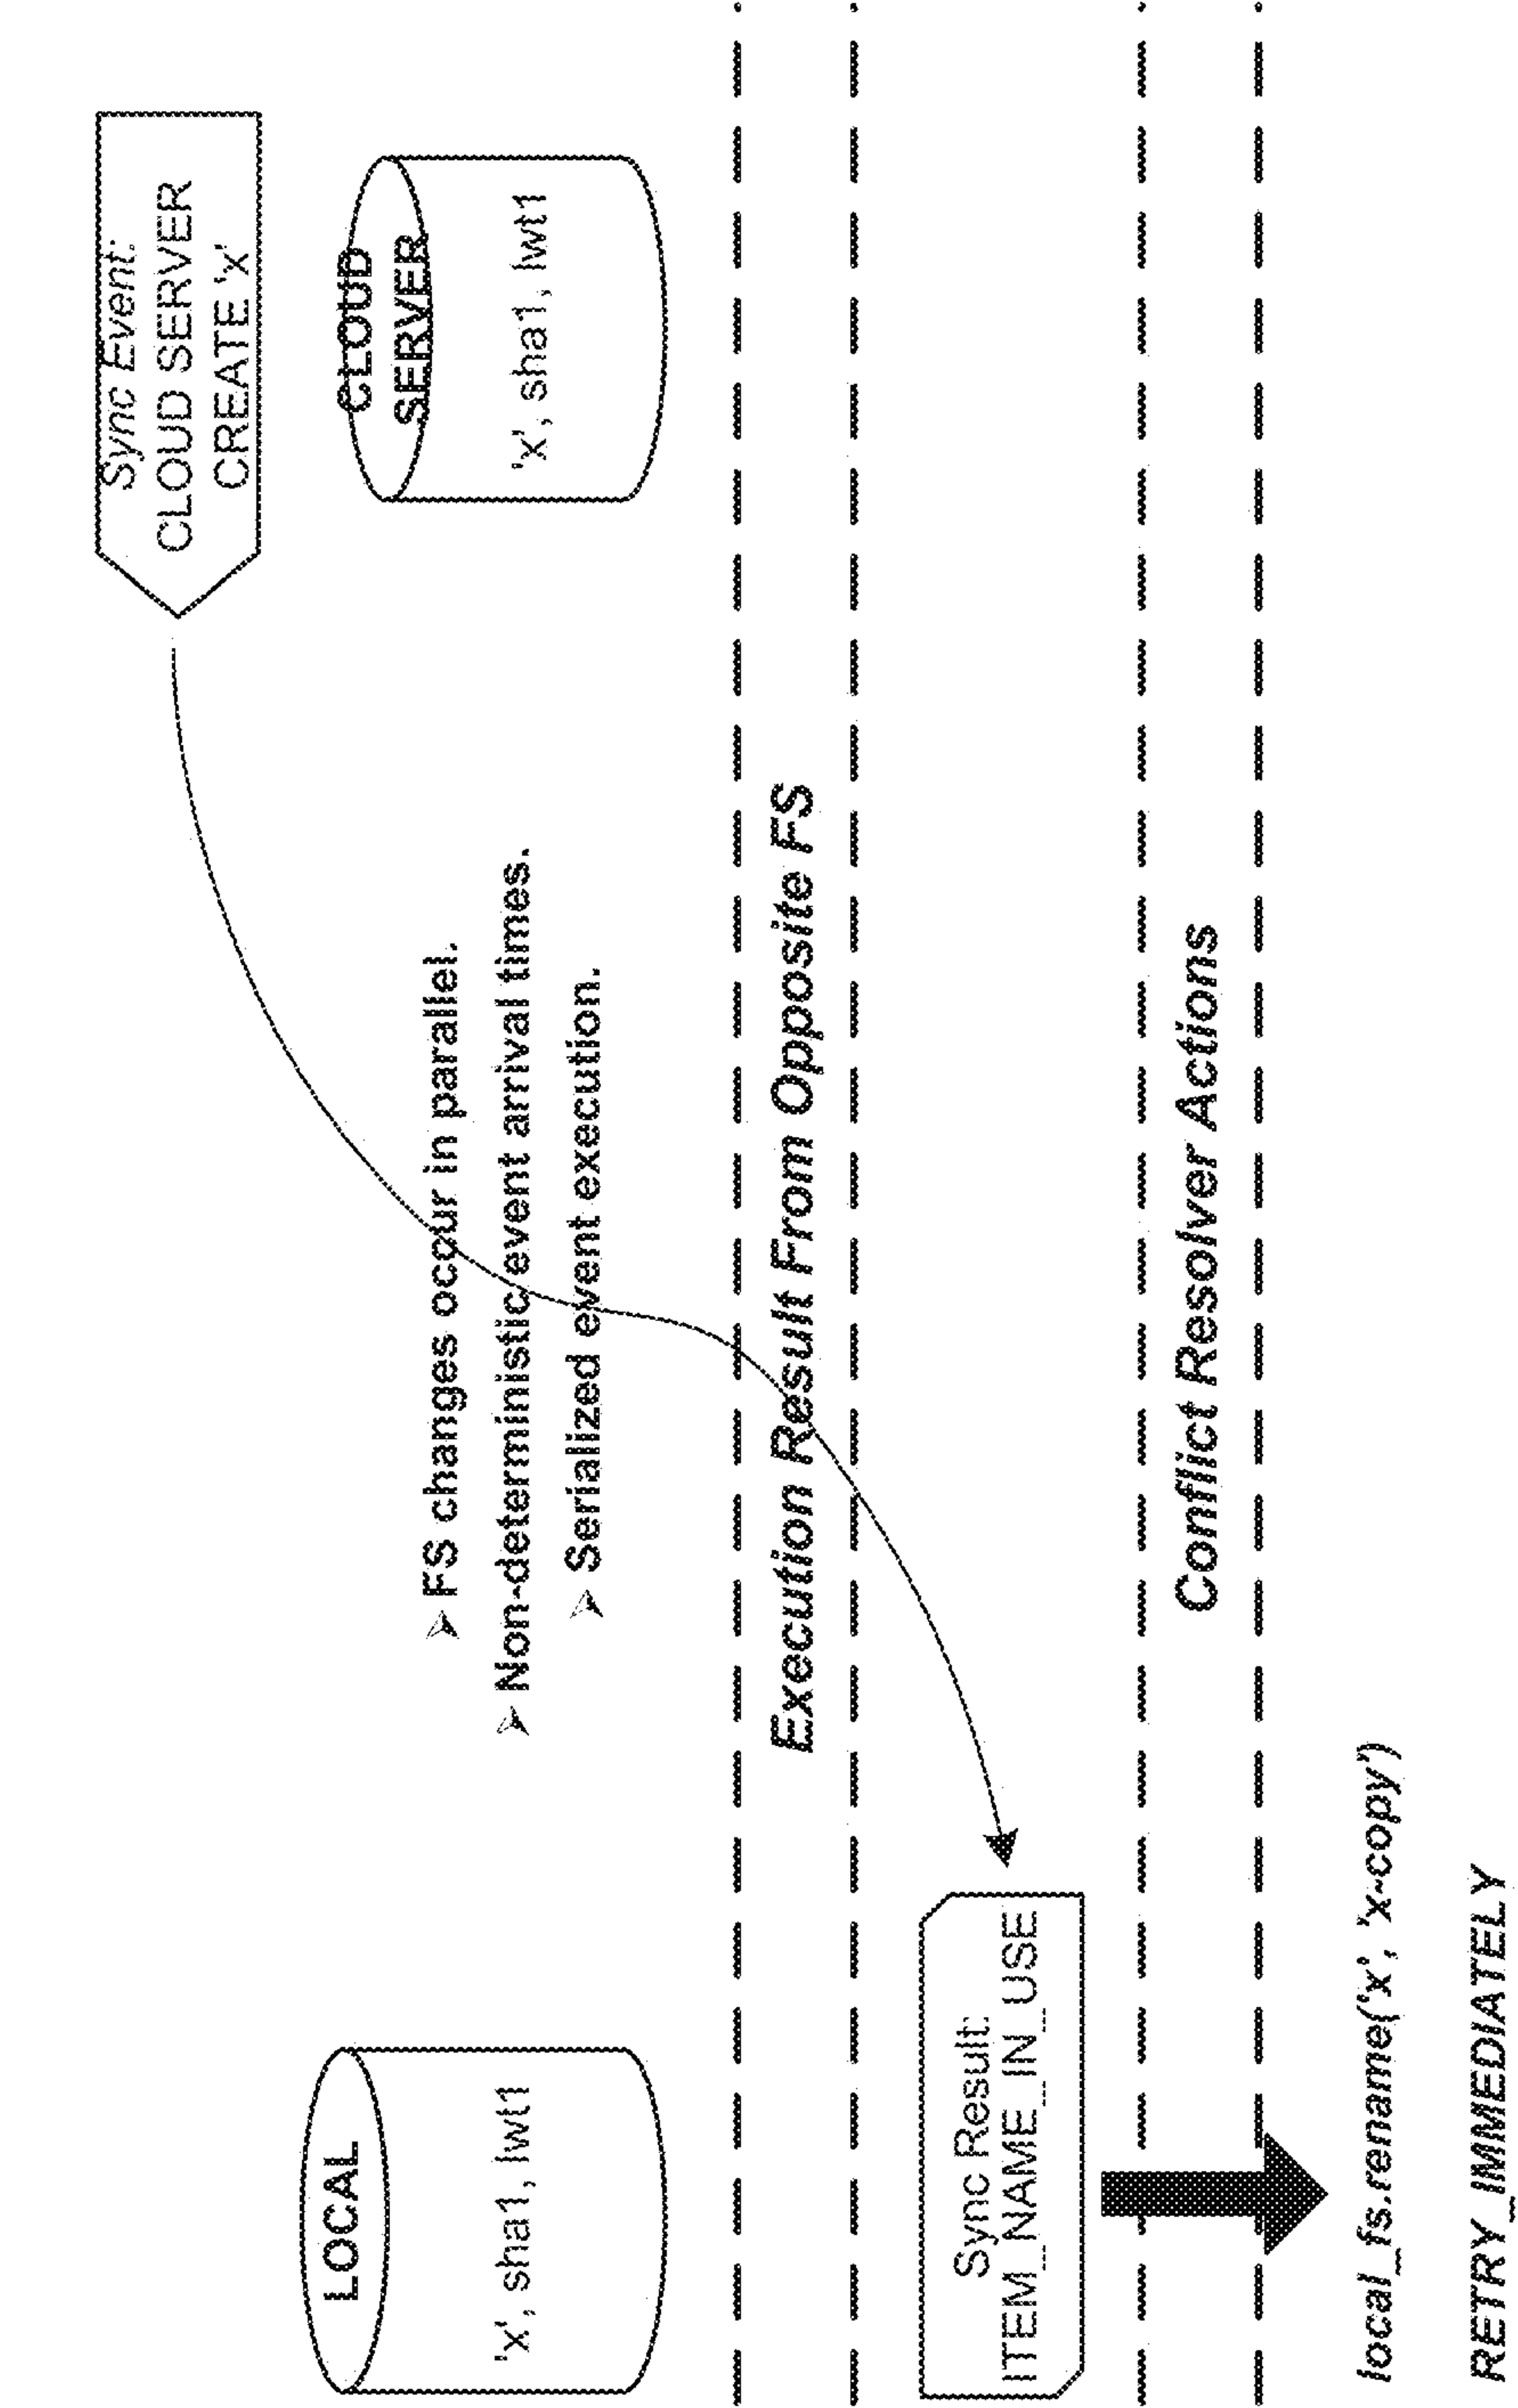 Sync Event:
CLOUD SERVER
CREATE 'x'
LOCAL
'x', sha1, lwt1
CLOUD
SERVER
'x', sha1, lwt1
➢ FS changes occur in parallel.
➢ Non-deterministic event arrival times.
➢ Serialized event execution.
Execution Result From Opposite FS
Sync Result:
ITEM_NAME_IN_USE
Conflict Resolver Actions
local_fs.rename('x', 'x-copy')
RETRY_IMMEDIATELY